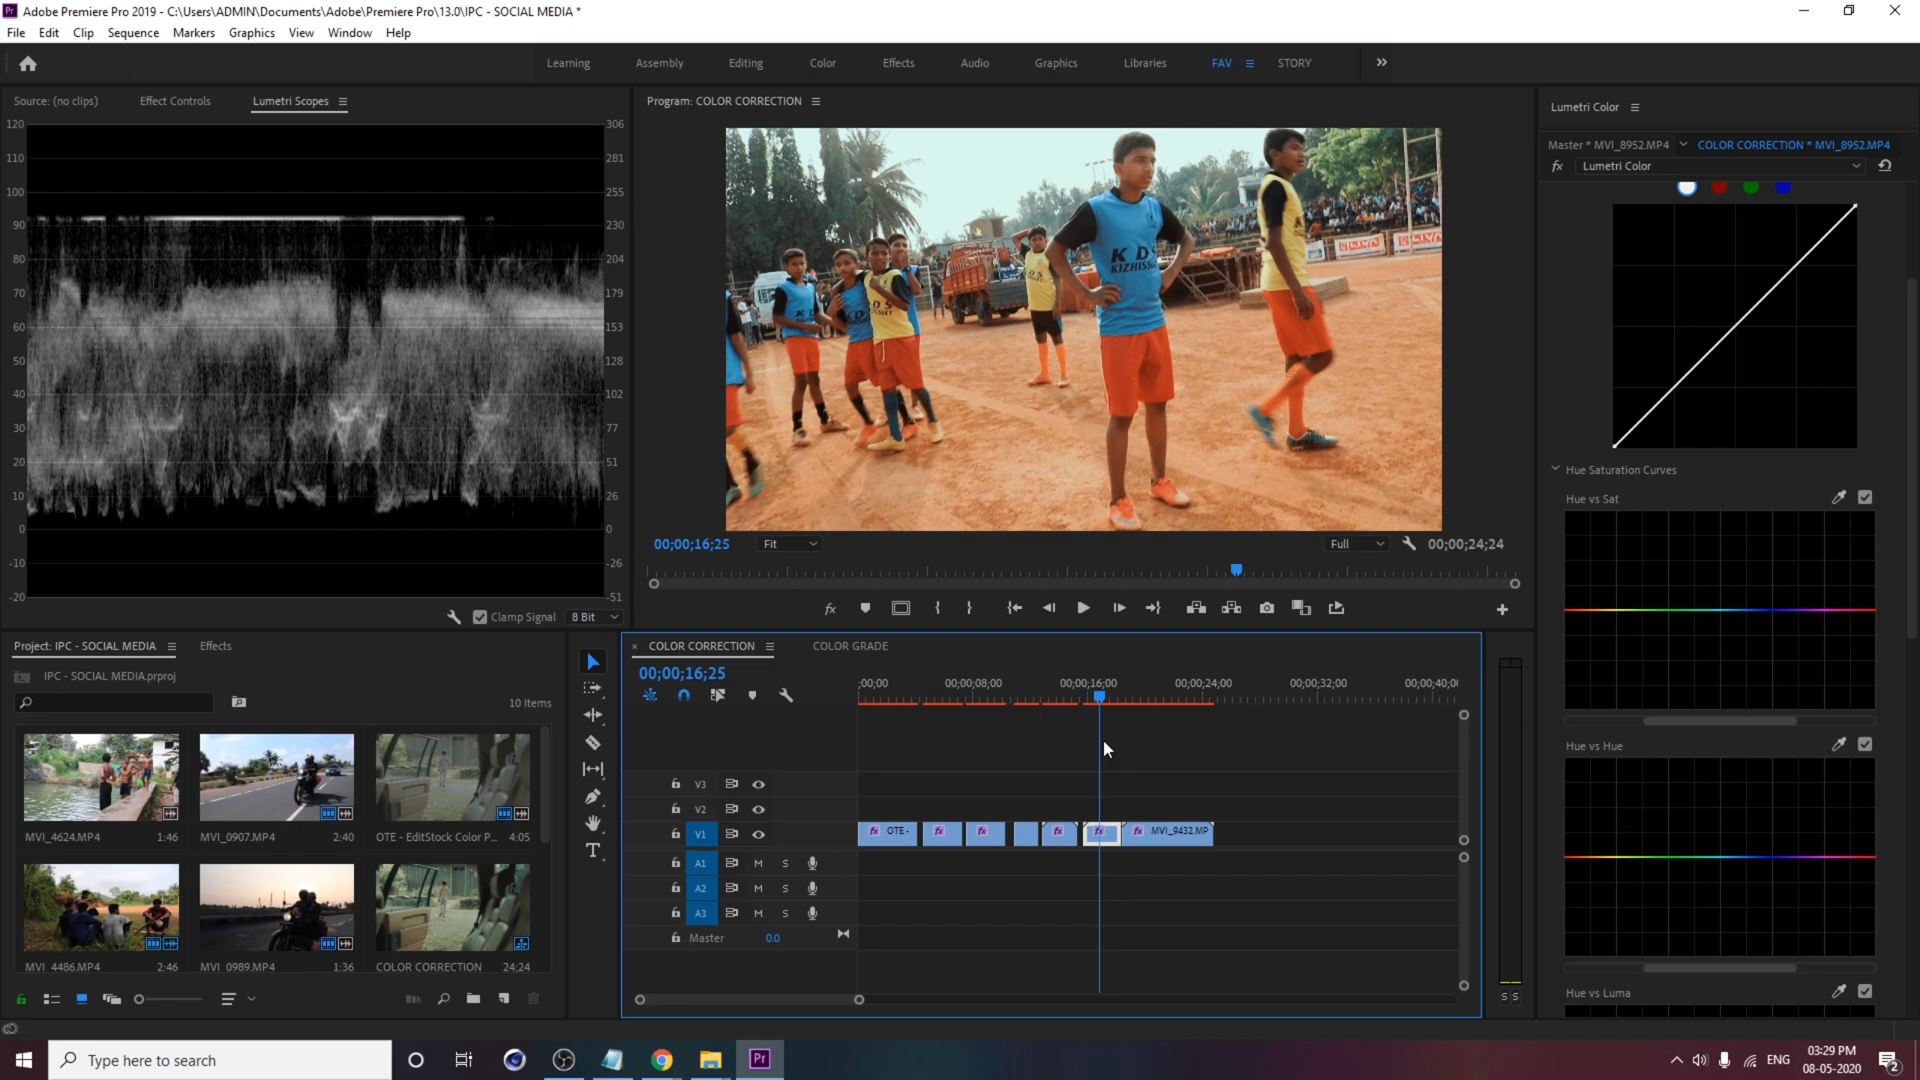 Adobe Premiere Pro 2019 - C:\Users\ADMIN\Documents\Adobe\Premiere Pro\13.0\IPC - SOCIAL MEDIA *
File Edit Clip Sequence Markers Graphics View Window Help
Learning Assembly Editing Color Effects Audio Graphics Libraries FAV STORY
Source: (no clips) Effect Controls Lumetri Scopes
120 306
110 281
100 255
90 230
80 204
70 179
60 153
50 128
40 102
30 77
20 51
10 26
0 0
-10 -26
-20 -51
Clamp Signal 8 Bit
Program: COLOR CORRECTION
K D S
KIZHISS
00;00;16;25 Fit Full 00;00;24;24
Lumetri Color
Master * MVI_8952.MP4 COLOR CORRECTION * MVI_8952.MP4
fx Lumetri Color
Hue Saturation Curves
Hue vs Sat
Hue vs Hue
Hue vs Luma
Project: IPC - SOCIAL MEDIA Effects
IPC - SOCIAL MEDIA.prproj
10 Items
MVI_4624.MP4 1:46
MVI_0907.MP4 2:40
OTE - EditStock Color P... 4:05
MVI_4486.MP4 2:46
MVI_0989.MP4 1:36
COLOR CORRECTION 24;24
COLOR CORRECTION COLOR GRADE
00;00;16;25
;00;00 00;00;08;00 00;00;16;00 00;00;24;00 00;00;32;00 00;00;40;0
V3
V2
V1 fx OTE - fx fx fx fx fx MVI_9432.MP
A1 M S
A2 M S
A3 M S
Master 0.0
S S
Type here to search
ENG
03:29 PM
08-05-2020
2